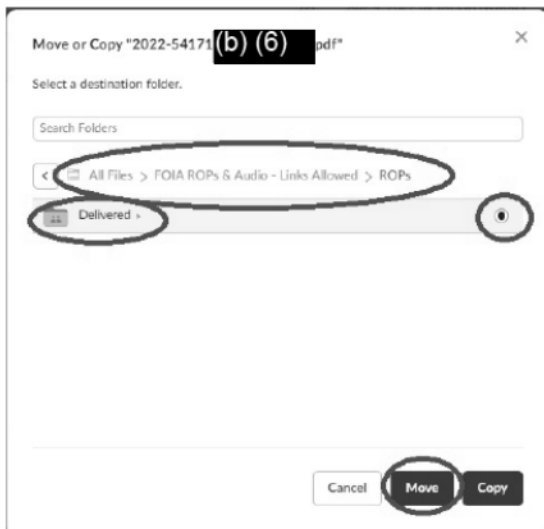 Move or Copy "2022-54171 (b) (6) pdf"
Select a destination folder.
Search Folders
< All Files > FOIA ROPs & Audio - Links Allowed > ROPs
Delivered >
Cancel Move Copy